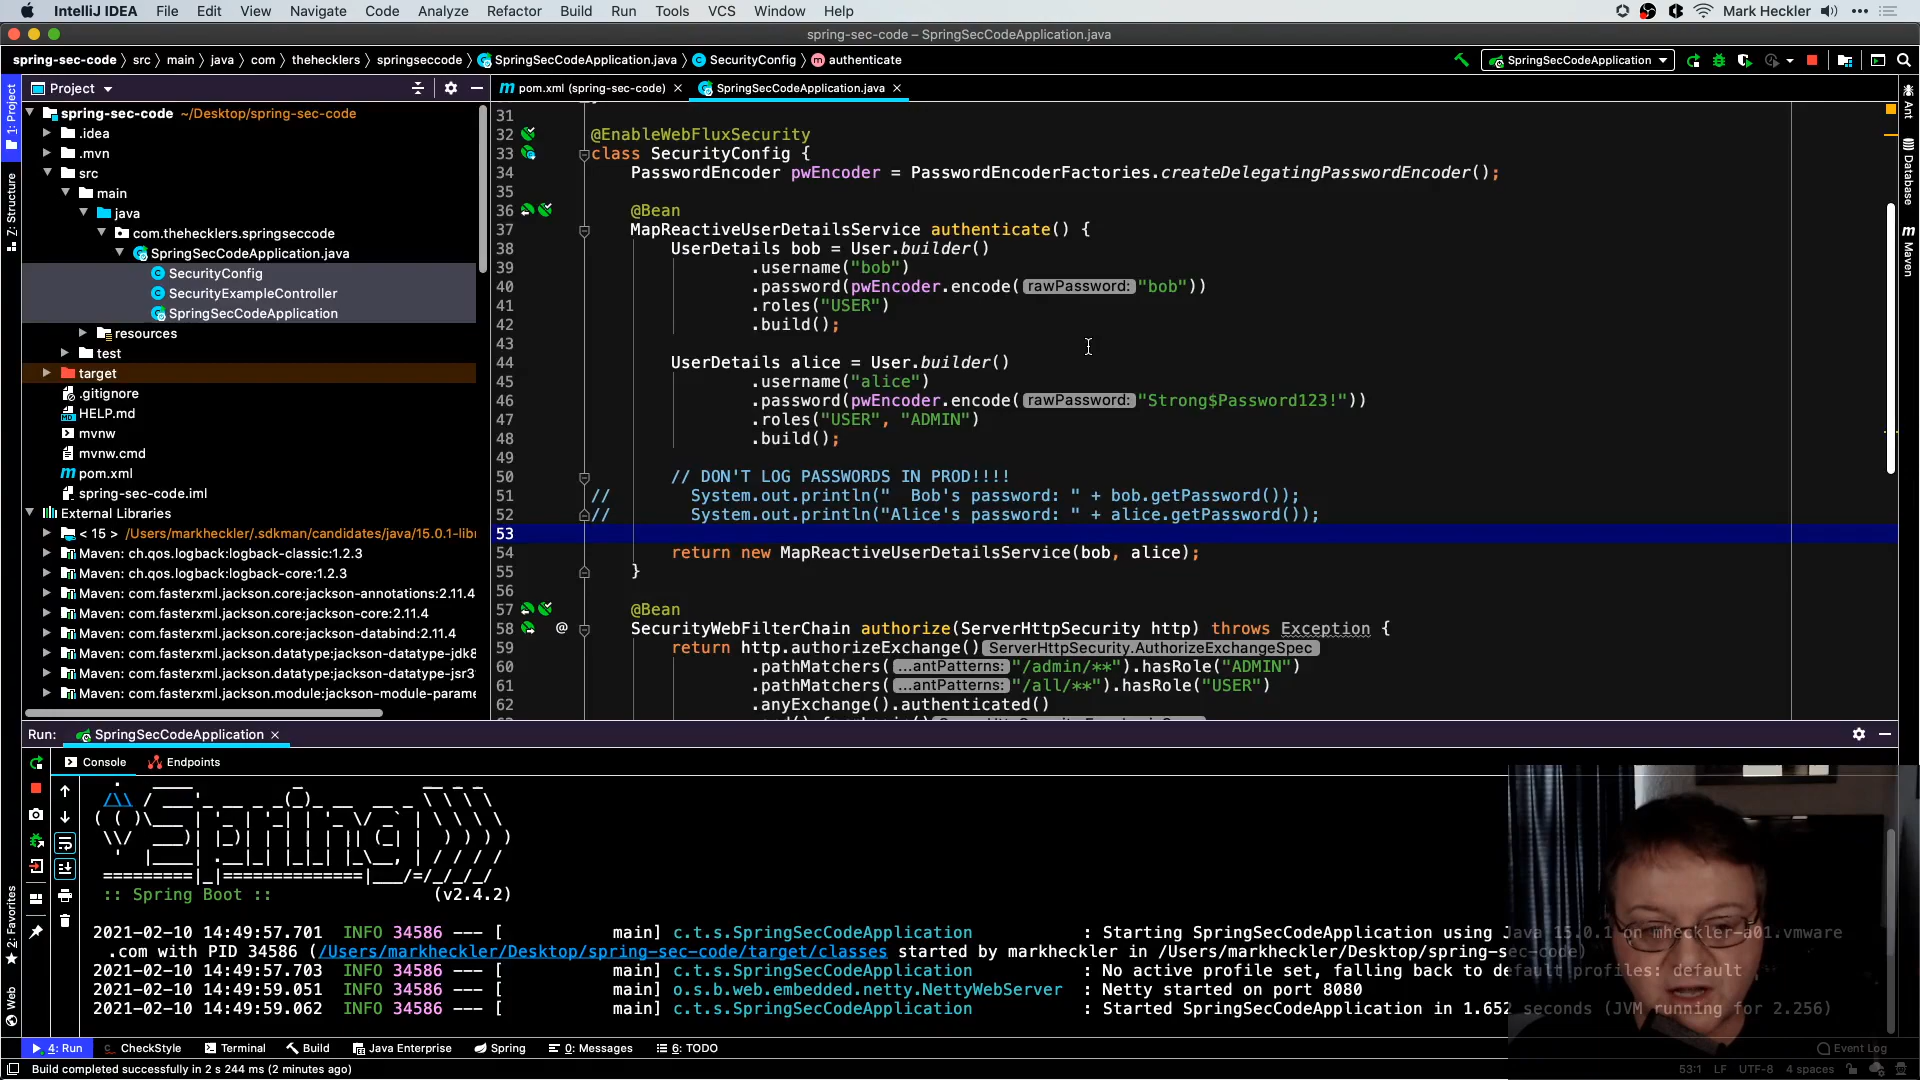 IntelliJ IDEA File Edit View Navigate Code Analyze Refactor Build Run Tools VCS Window Help Mark Heckler
spring-sec-code – SpringSecCodeApplication.java
spring-sec-code src main java com thehecklers springseccode SpringSecCodeApplication.java SecurityConfig authenticate SpringSecCodeApplication
Project pom.xml (spring-sec-code) SpringSecCodeApplication.java
1: Project
Z: Structure
2: Favorites
Web
Ant
Database
Maven
spring-sec-code ~/Desktop/spring-sec-code
.idea
.mvn
src
main
java
com.thehecklers.springseccode
SpringSecCodeApplication.java
SecurityConfig
SecurityExampleController
SpringSecCodeApplication
resources
test
target
.gitignore
HELP.md
mvnw
mvnw.cmd
pom.xml
spring-sec-code.iml
External Libraries
< 15 > /Users/markheckler/.sdkman/candidates/java/15.0.1-libr
Maven: ch.qos.logback:logback-classic:1.2.3
Maven: ch.qos.logback:logback-core:1.2.3
Maven: com.fasterxml.jackson.core:jackson-annotations:2.11.4
Maven: com.fasterxml.jackson.core:jackson-core:2.11.4
Maven: com.fasterxml.jackson.core:jackson-databind:2.11.4
Maven: com.fasterxml.jackson.datatype:jackson-datatype-jdk8
Maven: com.fasterxml.jackson.datatype:jackson-datatype-jsr3
Maven: com.fasterxml.jackson.module:jackson-module-parame
31
32 @EnableWebFluxSecurity
33 class SecurityConfig {
34 PasswordEncoder pwEncoder = PasswordEncoderFactories.createDelegatingPasswordEncoder();
35
36 @Bean
37 MapReactiveUserDetailsService authenticate() {
38 UserDetails bob = User.builder()
39 .username("bob")
40 .password(pwEncoder.encode( rawPassword: "bob"))
41 .roles("USER")
42 .build();
43
44 UserDetails alice = User.builder()
45 .username("alice")
46 .password(pwEncoder.encode( rawPassword: "Strong$Password123!"))
47 .roles("USER", "ADMIN")
48 .build();
49
50 // DON'T LOG PASSWORDS IN PROD!!!!
51 // System.out.println("  Bob's password: " + bob.getPassword());
52 // System.out.println("Alice's password: " + alice.getPassword());
53
54 return new MapReactiveUserDetailsService(bob, alice);
55 }
56
57 @Bean
58 @ SecurityWebFilterChain authorize(ServerHttpSecurity http) throws Exception {
59 return http.authorizeExchange() ServerHttpSecurity.AuthorizeExchangeSpec
60 .pathMatchers( ...antPatterns: "/admin/**").hasRole("ADMIN")
61 .pathMatchers( ...antPatterns: "/all/**").hasRole("USER")
62 .anyExchange().authenticated()
Run: SpringSecCodeApplication
Console Endpoints
:: Spring Boot :: (v2.4.2)
2021-02-10 14:49:57.701 INFO 34586 --- [ main] c.t.s.SpringSecCodeApplication : Starting SpringSecCodeApplication using Java 15.0.1 on mheckler-a01.vmware
.com with PID 34586 (/Users/markheckler/Desktop/spring-sec-code/target/classes started by markheckler in /Users/markheckler/Desktop/spring-sec-code)
2021-02-10 14:49:57.703 INFO 34586 --- [ main] c.t.s.SpringSecCodeApplication : No active profile set, falling back to default profiles: default
2021-02-10 14:49:59.051 INFO 34586 --- [ main] o.s.b.web.embedded.netty.NettyWebServer : Netty started on port 8080
2021-02-10 14:49:59.062 INFO 34586 --- [ main] c.t.s.SpringSecCodeApplication : Started SpringSecCodeApplication in 1.652 seconds (JVM running for 2.256)
4: Run CheckStyle Terminal Build Java Enterprise Spring 0: Messages 6: TODO Event Log
Build completed successfully in 2 s 244 ms (2 minutes ago) 53:1 LF UTF-8 4 spaces